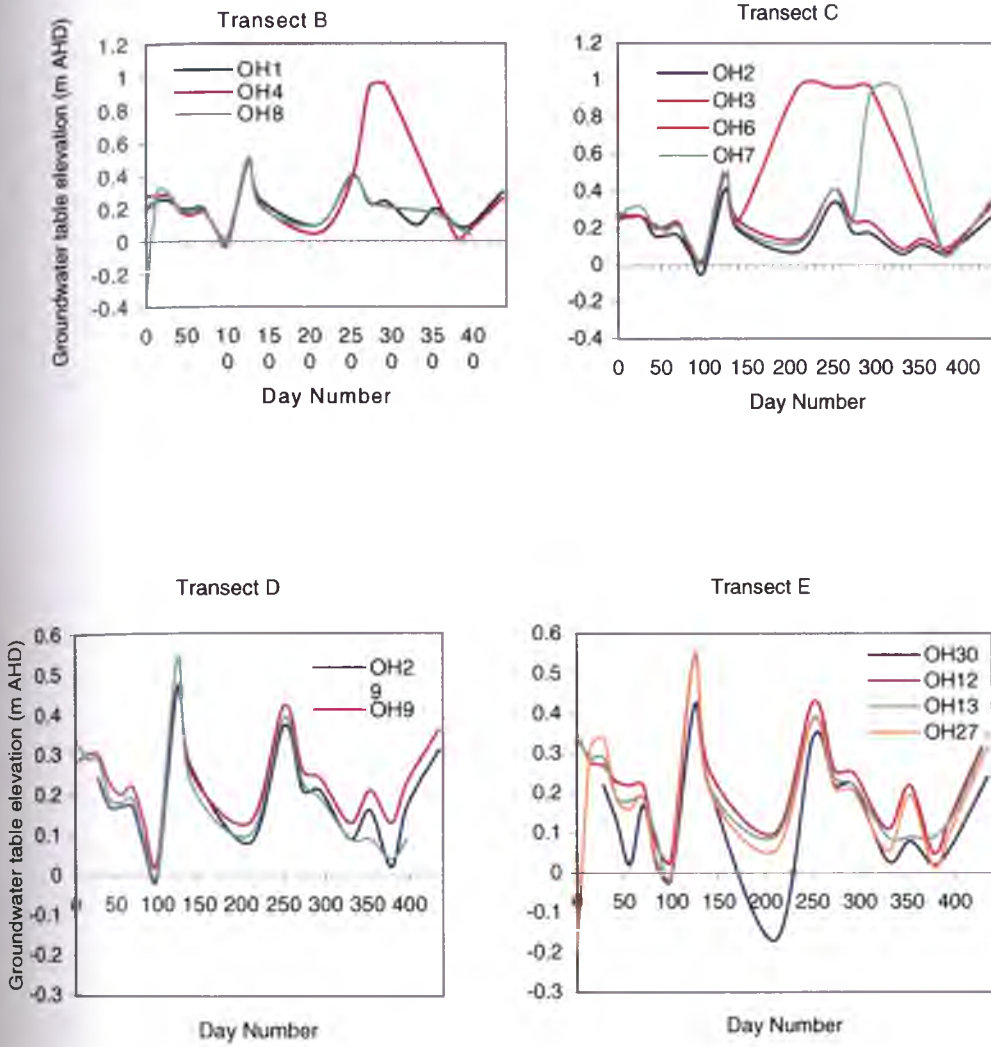 Transect B
Groundwater table elevation (m AHD)
1.2
1
0.8
0.6
0.4
0.2
0
-0.2
-0.4
OH1
OH4
OH8
0 50 10 15 20 25 30 35 40
0 0 0 0 0 0 0
Day Number
Transect C
1.2
1
0.8
0.6
0.4
0.2
0
-0.2
-0.4
OH2
OH3
OH6
OH7
0 50 100 150 200 250 300 350 400
Day Number
Transect D
Groundwater table elevation (m AHD)
0.6
0.5
0.4
0.3
0.2
0.1
0
-0.1
-0.2
-0.3
OH2
9
OH9
50 100 150 200 250 300 350 400
Day Number
Transect E
0.6
0.5
0.4
0.3
0.2
0.1
0
-0.1
-0.2
-0.3
OH30
OH12
OH13
OH27
50 100 150 200 250 300 350 400
Day Number